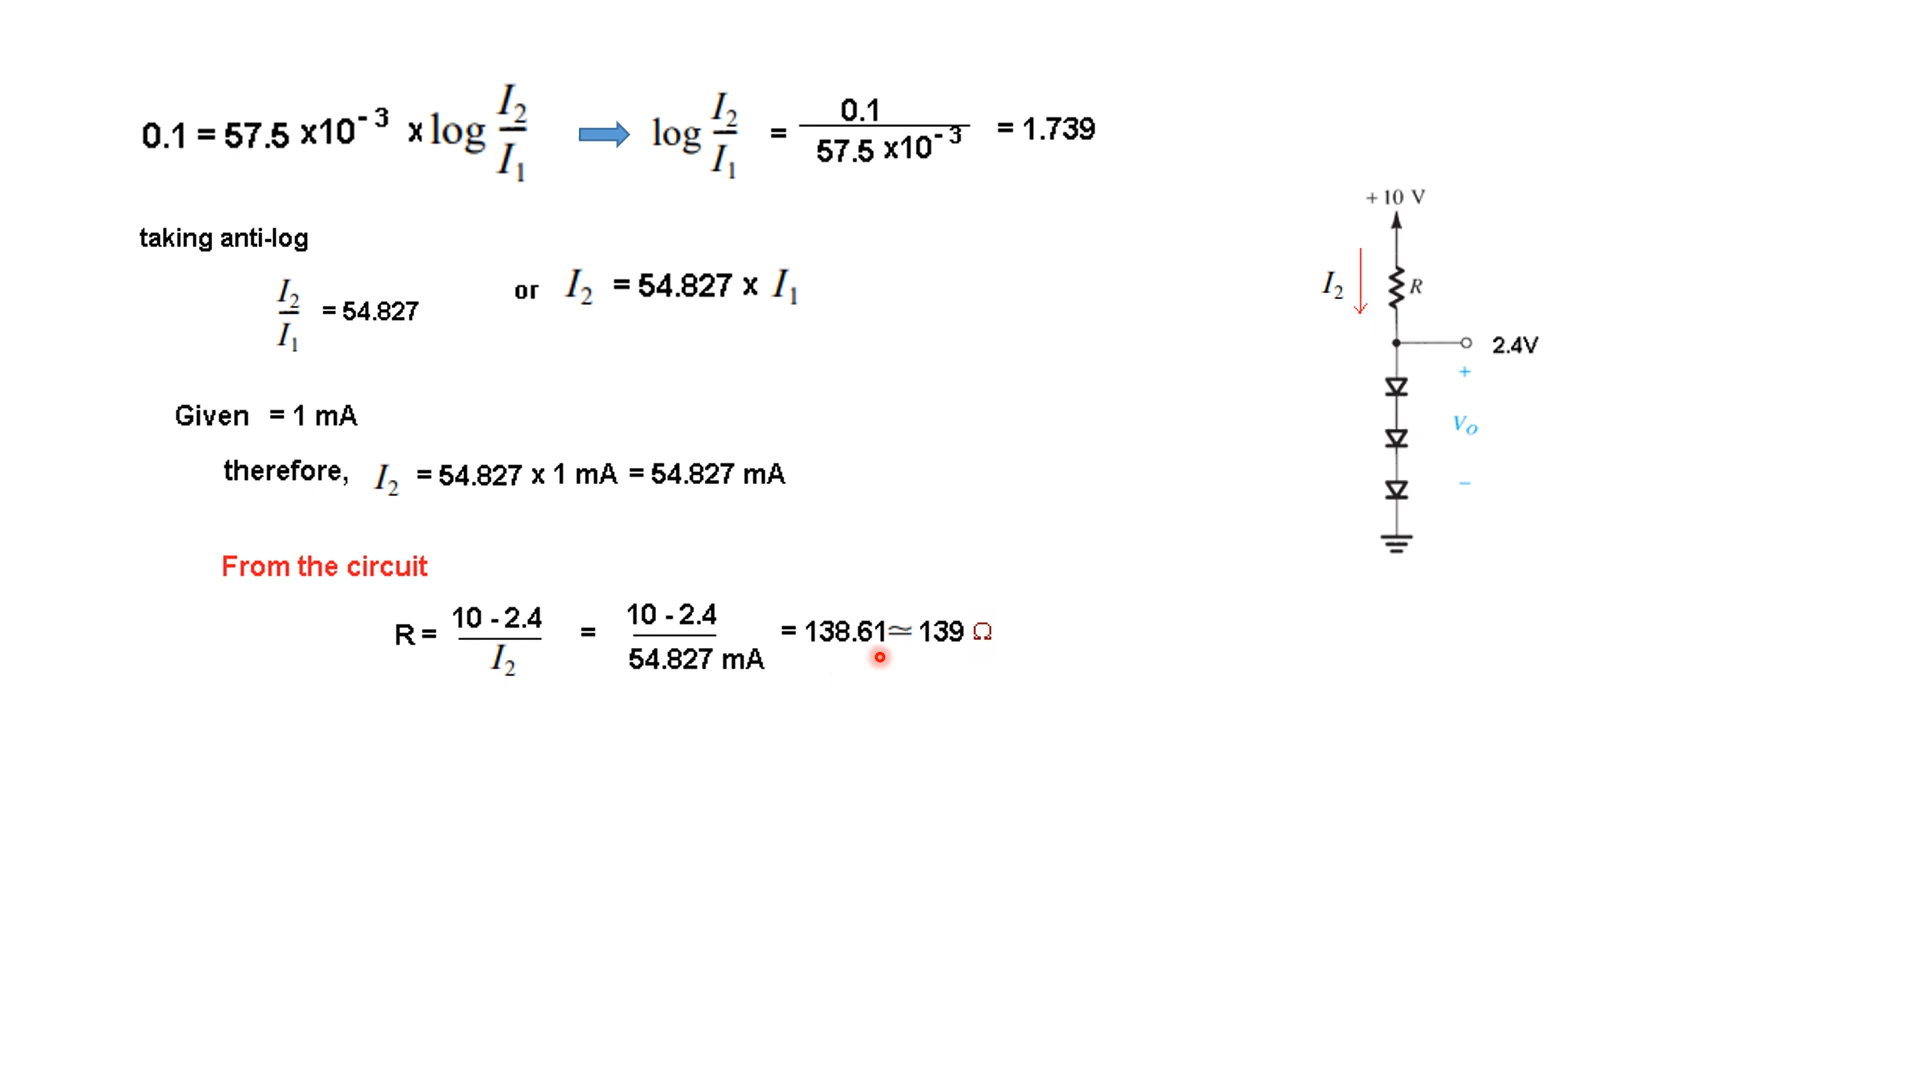 0.1 = 57.5 x10⁻³ x log I₂/I₁ ➡ log I₂/I₁ = 0.1 / 57.5 x10⁻³ = 1.739
taking anti-log
I₂/I₁ = 54.827 or I₂ = 54.827 x I₁
Given = 1 mA
therefore, I₂ = 54.827 x 1 mA = 54.827 mA
From the circuit
R = 10 - 2.4 / I₂ = 10 - 2.4 / 54.827 mA = 138.61 ≃ 139 Ω
+ 10 V
I₂ R
2.4V
+
Vo
−